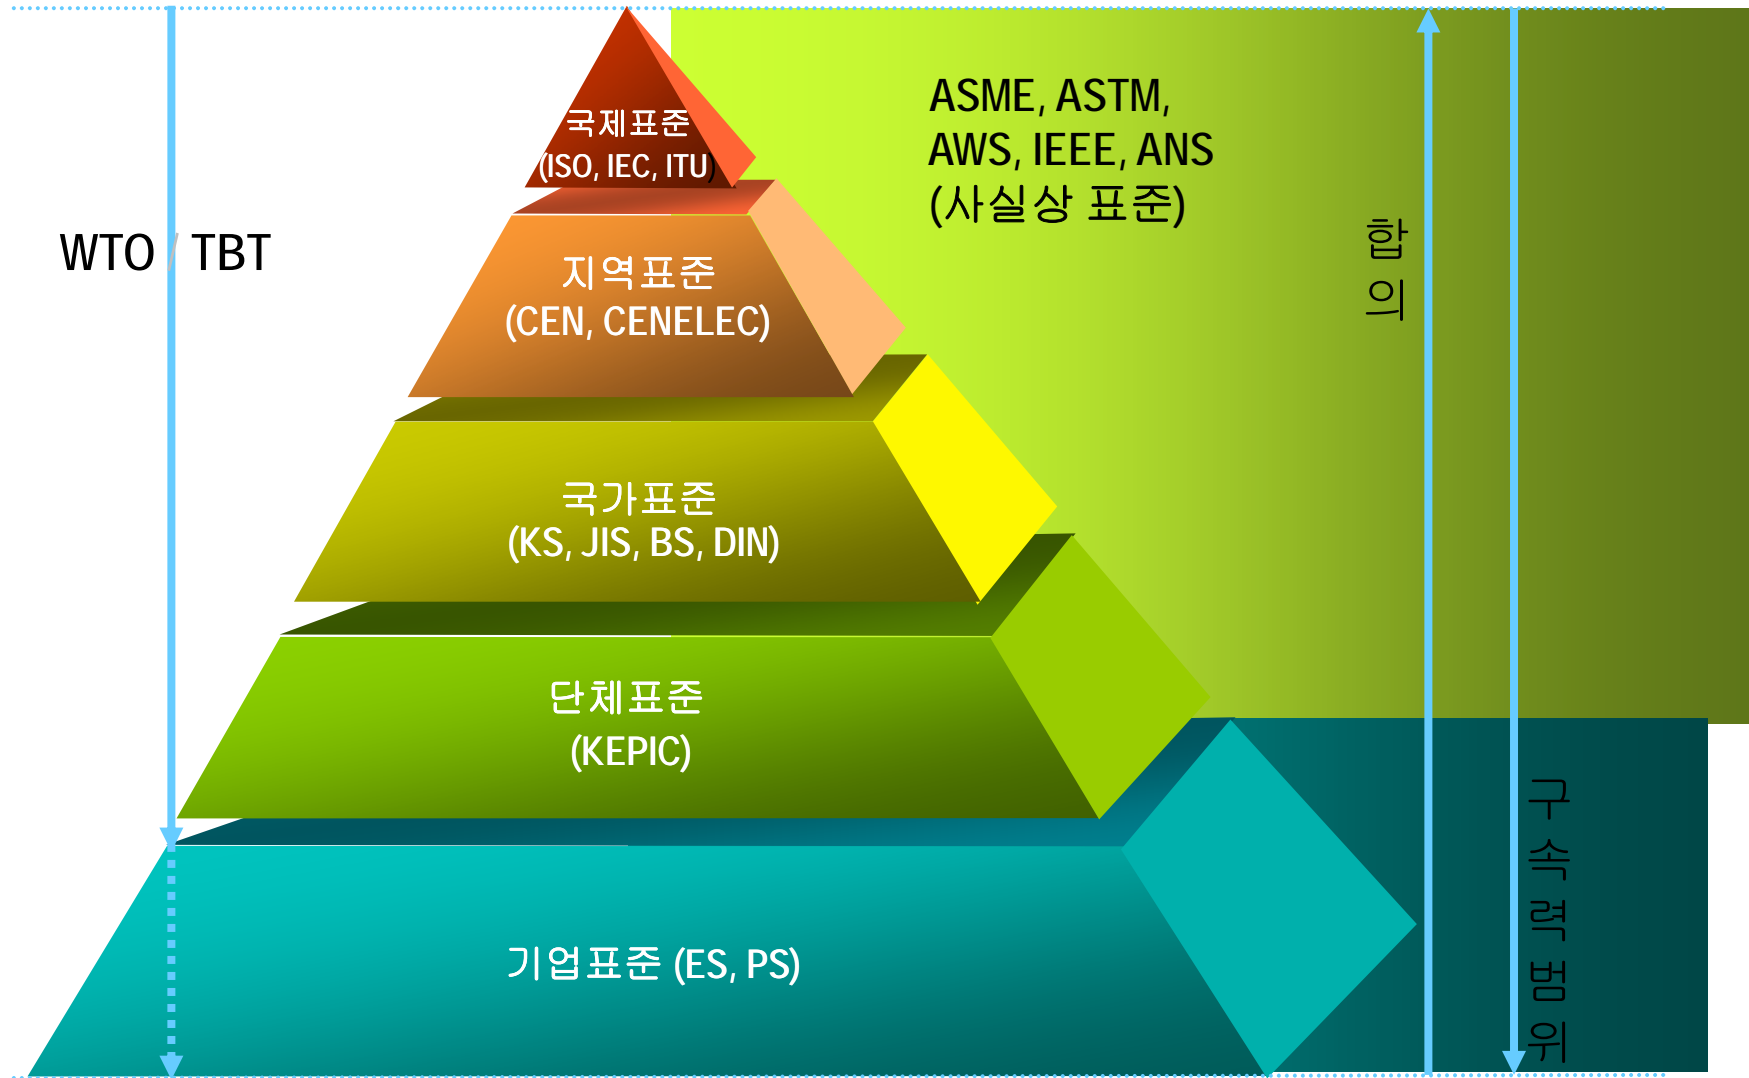 국제표준
(ISO, IEC, ITU)
ASME, ASTM,
AWS, IEEE, ANS
(사실상 표준)
WTO / TBT
지역표준
(CEN, CENELEC)
합
의
국가표준
(KS, JIS, BS, DIN)
단체표준
(KEPIC)
기업표준 (ES, PS)
구
속
력
범
위